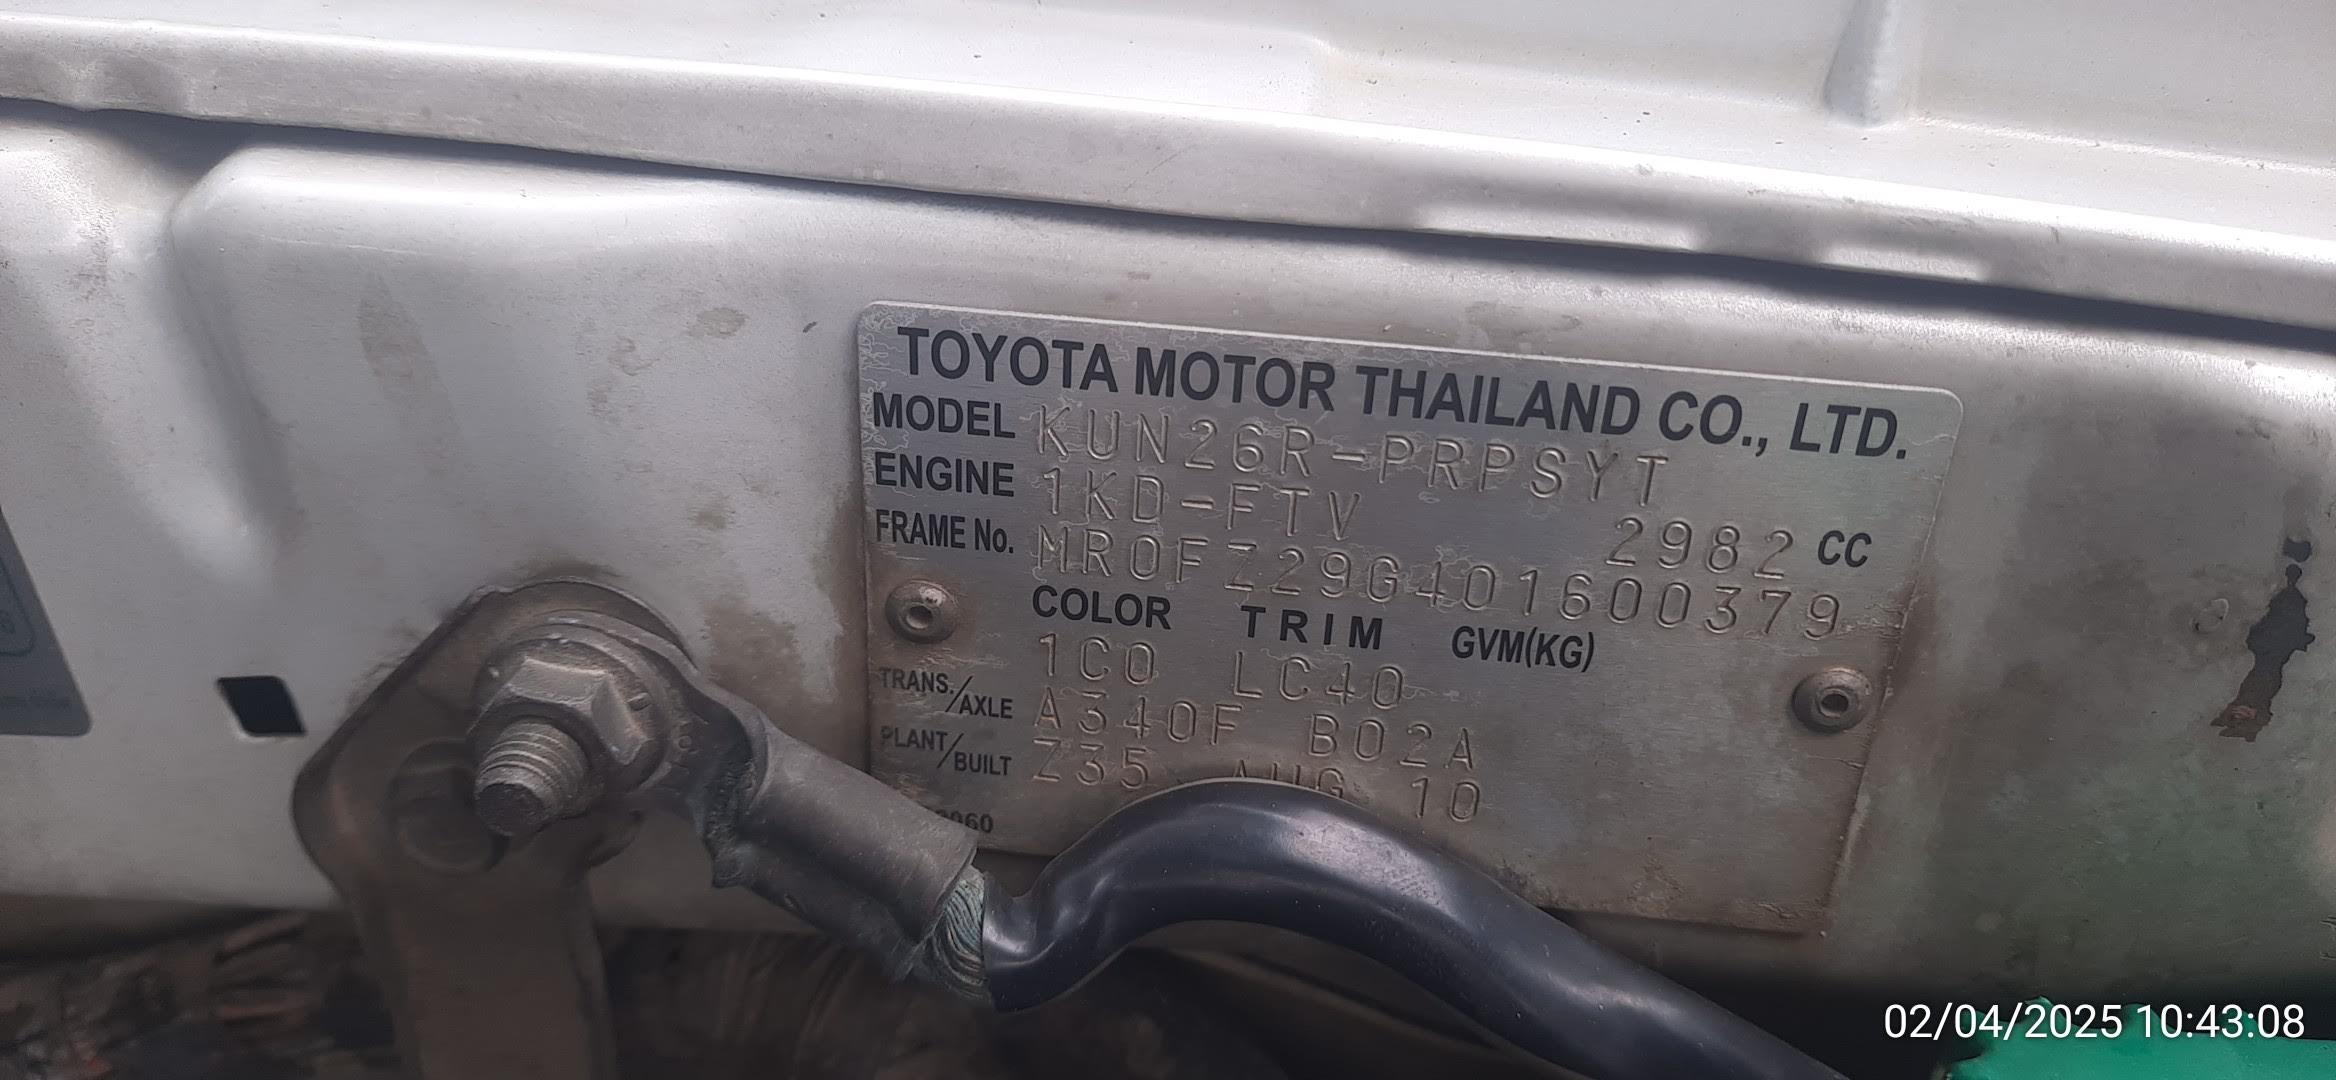 TOYOTA MOTOR THAILAND CO., LTD.
MODEL KUN26R-PRPSYT
ENGINE 1KD-FTV 2982 CC
FRAME No. MR0FZ29G401600379
COLOR TRIM GVM(KG)
1C0 LC40
TRANS./AXLE A340F B02A
PLANT/BUILT Z35 AUG 10
02/04/2025 10:43:08